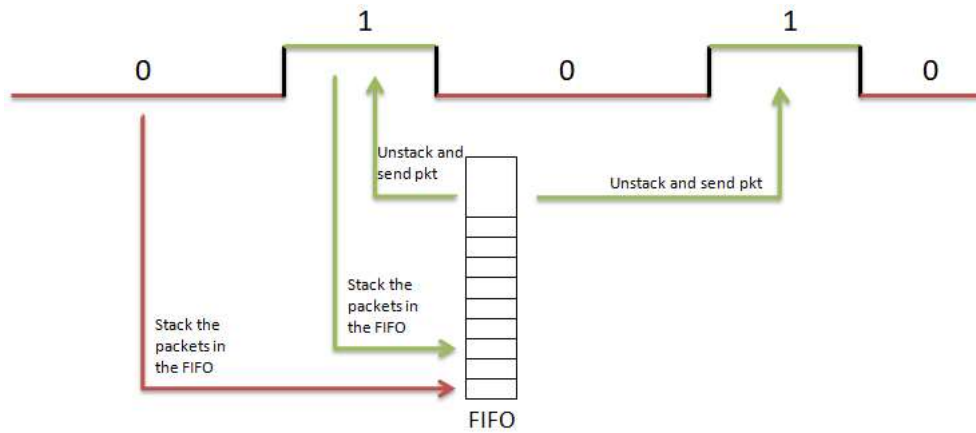 1
1
0
0
0
Unstack and
send pkt
Unstack and send pkt
Stack the
packets in
the FIFO
Stack the
packets in
the FIFO
FIFO